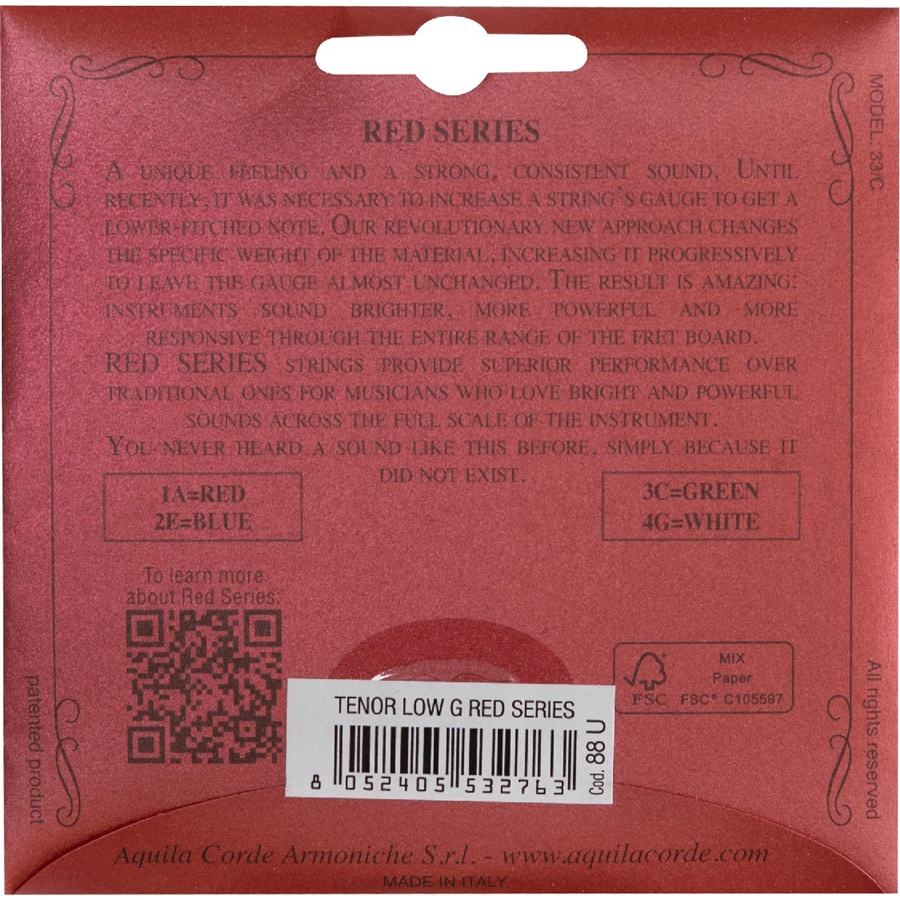 MODEL. 33/C
RED SERIES
A UNIQUE FEELING AND A STRONG, CONSISTENT SOUND. UNTIL
RECENTLY, IT WAS NECESSARY TO INCREASE A STRING'S GAUGE TO GET A
LOWER-PITCHED NOTE. OUR REVOLUTIONARY NEW APPROACH CHANGES
THE SPECIFIC WEIGHT OF THE MATERIAL, INCREASING IT PROGRESSIVELY
TO LEAVE THE GAUGE ALMOST UNCHANGED. THE RESULT IS AMAZING:
INSTRUMENTS SOUND BRIGHTER, MORE POWERFUL AND MORE
RESPONSIVE THROUGH THE ENTIRE RANGE OF THE FRET BOARD.
RED SERIES STRINGS PROVIDE SUPERIOR PERFORMANCE OVER
TRADITIONAL ONES FOR MUSICIANS WHO LOVE BRIGHT AND POWERFUL
SOUNDS ACROSS THE FULL SCALE OF THE INSTRUMENT.
YOU NEVER HEARD A SOUND LIKE THIS BEFORE, SIMPLY BECAUSE IT
DID NOT EXIST.
1A=RED
2E=BLUE
3C=GREEN
4G=WHITE
To learn more
about Red Series:
FSC
MIX
Paper
FSC® C105597
TENOR LOW G RED SERIES
8 052405 532763
Cod. 88 U
patented product
All rights reserved
Aquila Corde Armoniche S.r.l. - www.aquilacorde.com
MADE IN ITALY